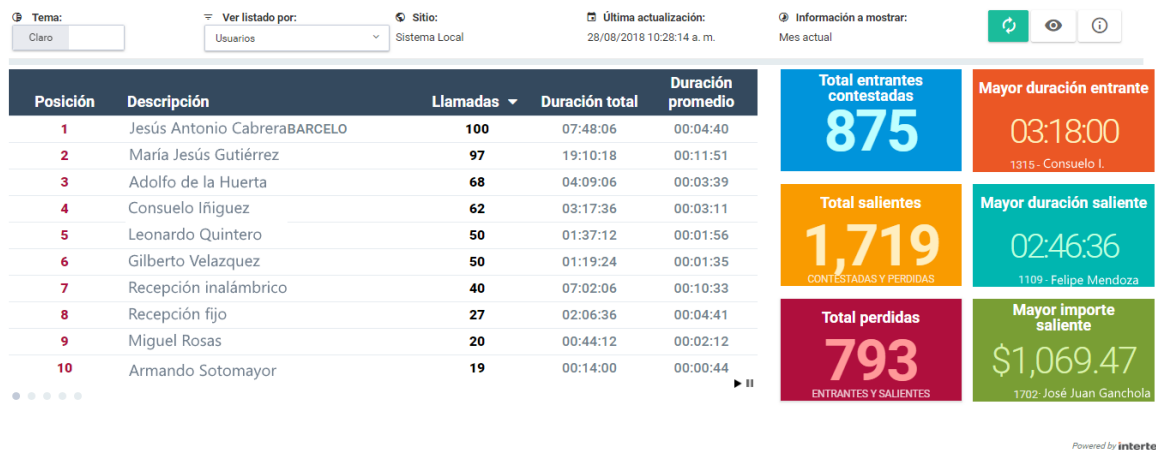 Tema: Ver listado por: Sitio: Última actualización: Información a mostrar:
Claro Usuarios Sistema Local 28/08/2018 10:28:14 a. m. Mes actual
Posición Descripción Llamadas Duración total Duración promedio
1 Jesús Antonio CabreraBARCELO 100 07:48:06 00:04:40
2 María Jesús Gutiérrez 97 19:10:18 00:11:51
3 Adolfo de la Huerta 68 04:09:06 00:03:39
4 Consuelo Iñiguez 62 03:17:36 00:03:11
5 Leonardo Quintero 50 01:37:12 00:01:56
6 Gilberto Velazquez 50 01:19:24 00:01:35
7 Recepción inalámbrico 40 07:02:06 00:10:33
8 Recepción fijo 27 02:06:36 00:04:41
9 Miguel Rosas 20 00:44:12 00:02:12
10 Armando Sotomayor 19 00:14:00 00:00:44
Total entrantes
contestadas
875
Mayor duración entrante
03:18:00
1315 - Consuelo I.
Total salientes
1,719
CONTESTADAS Y PERDIDAS
Mayor duración saliente
02:46:36
1109 - Felipe Mendoza
Total perdidas
793
ENTRANTES Y SALIENTES
Mayor importe
saliente
$1,069.47
1702- José Juan Ganchola
Powered by interte